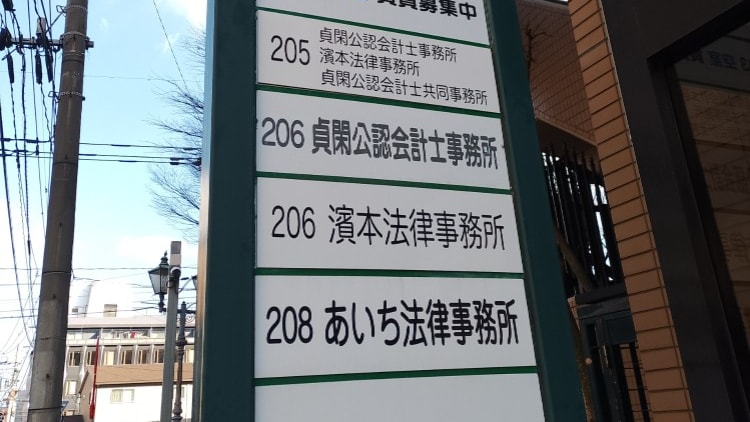 員募集中
205 貞閑公認会計士事務所
濱本法律事務所
貞閑公認会計士共同事務所
206 貞閑公認会計士事務所
206 濱本法律事務所
208 あいち法律事務所